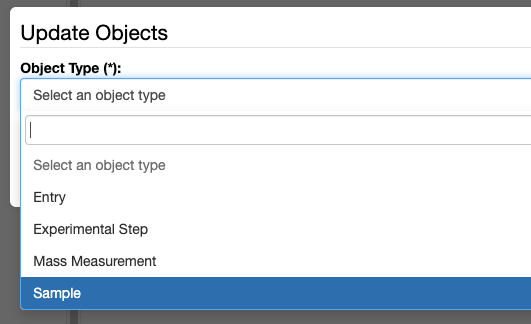 Update Objects
Object Type (*):
Select an object type
Select an object type
Entry
Experimental Step
Mass Measurement
Sample